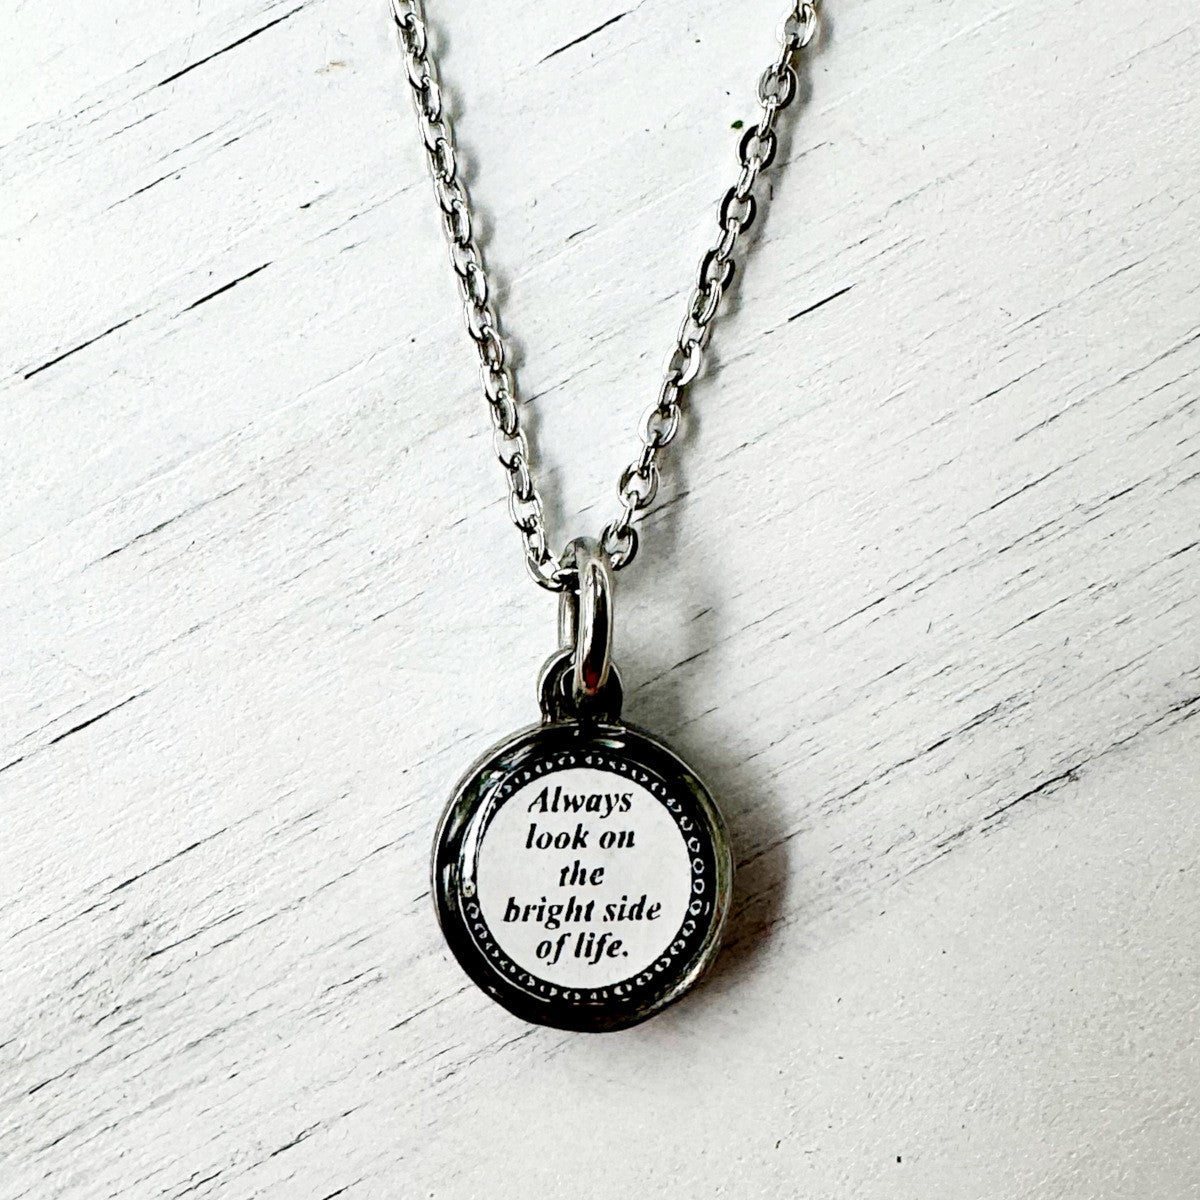 Always
look on
the
bright side
of life.